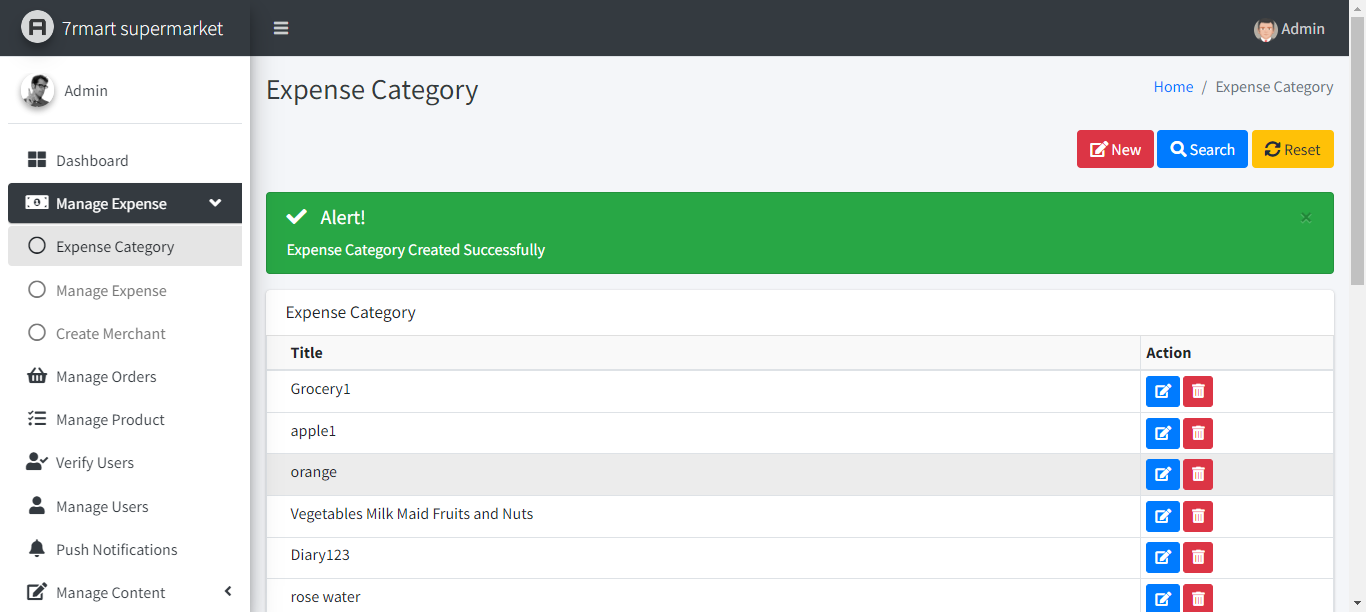 7rmart supermarket
Admin
Admin
Dashboard
Manage Expense
Expense Category
Manage Expense
Create Merchant
Manage Orders
Manage Product
Verify Users
Manage Users
Push Notifications
Manage Content
Expense Category
Home / Expense Category
New Search Reset
Alert! ×
Expense Category Created Successfully
Expense Category
Title Action
Grocery1
apple1
orange
Vegetables Milk Maid Fruits and Nuts
Diary123
rose water